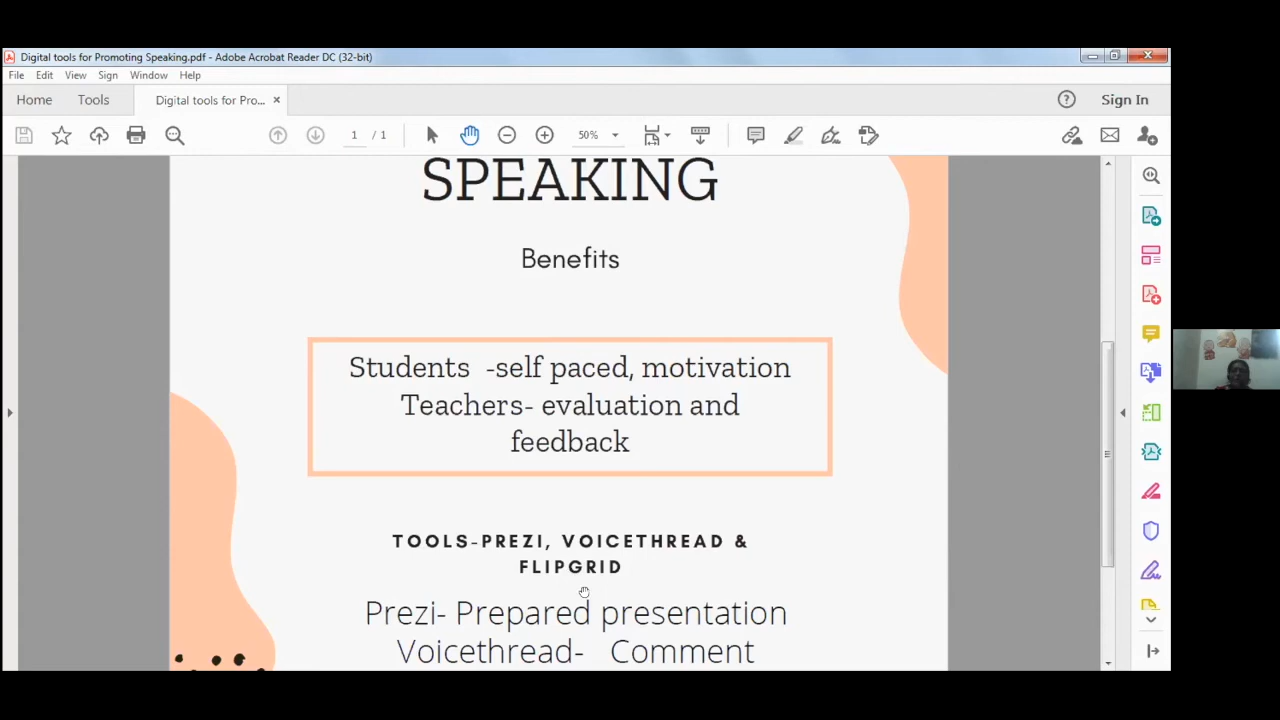 Digital tools for Promoting Speaking.pdf - Adobe Acrobat Reader DC (32-bit)
File Edit View Sign Window Help
Home Tools Digital tools for Pro... Sign In
1 / 1 50%
SPEAKING
Benefits
Students -self paced, motivation
Teachers- evaluation and
feedback
TOOLS-PREZI, VOICETHREAD &
FLIPGRID
Prezi- Prepared presentation
Voicethread- Comment